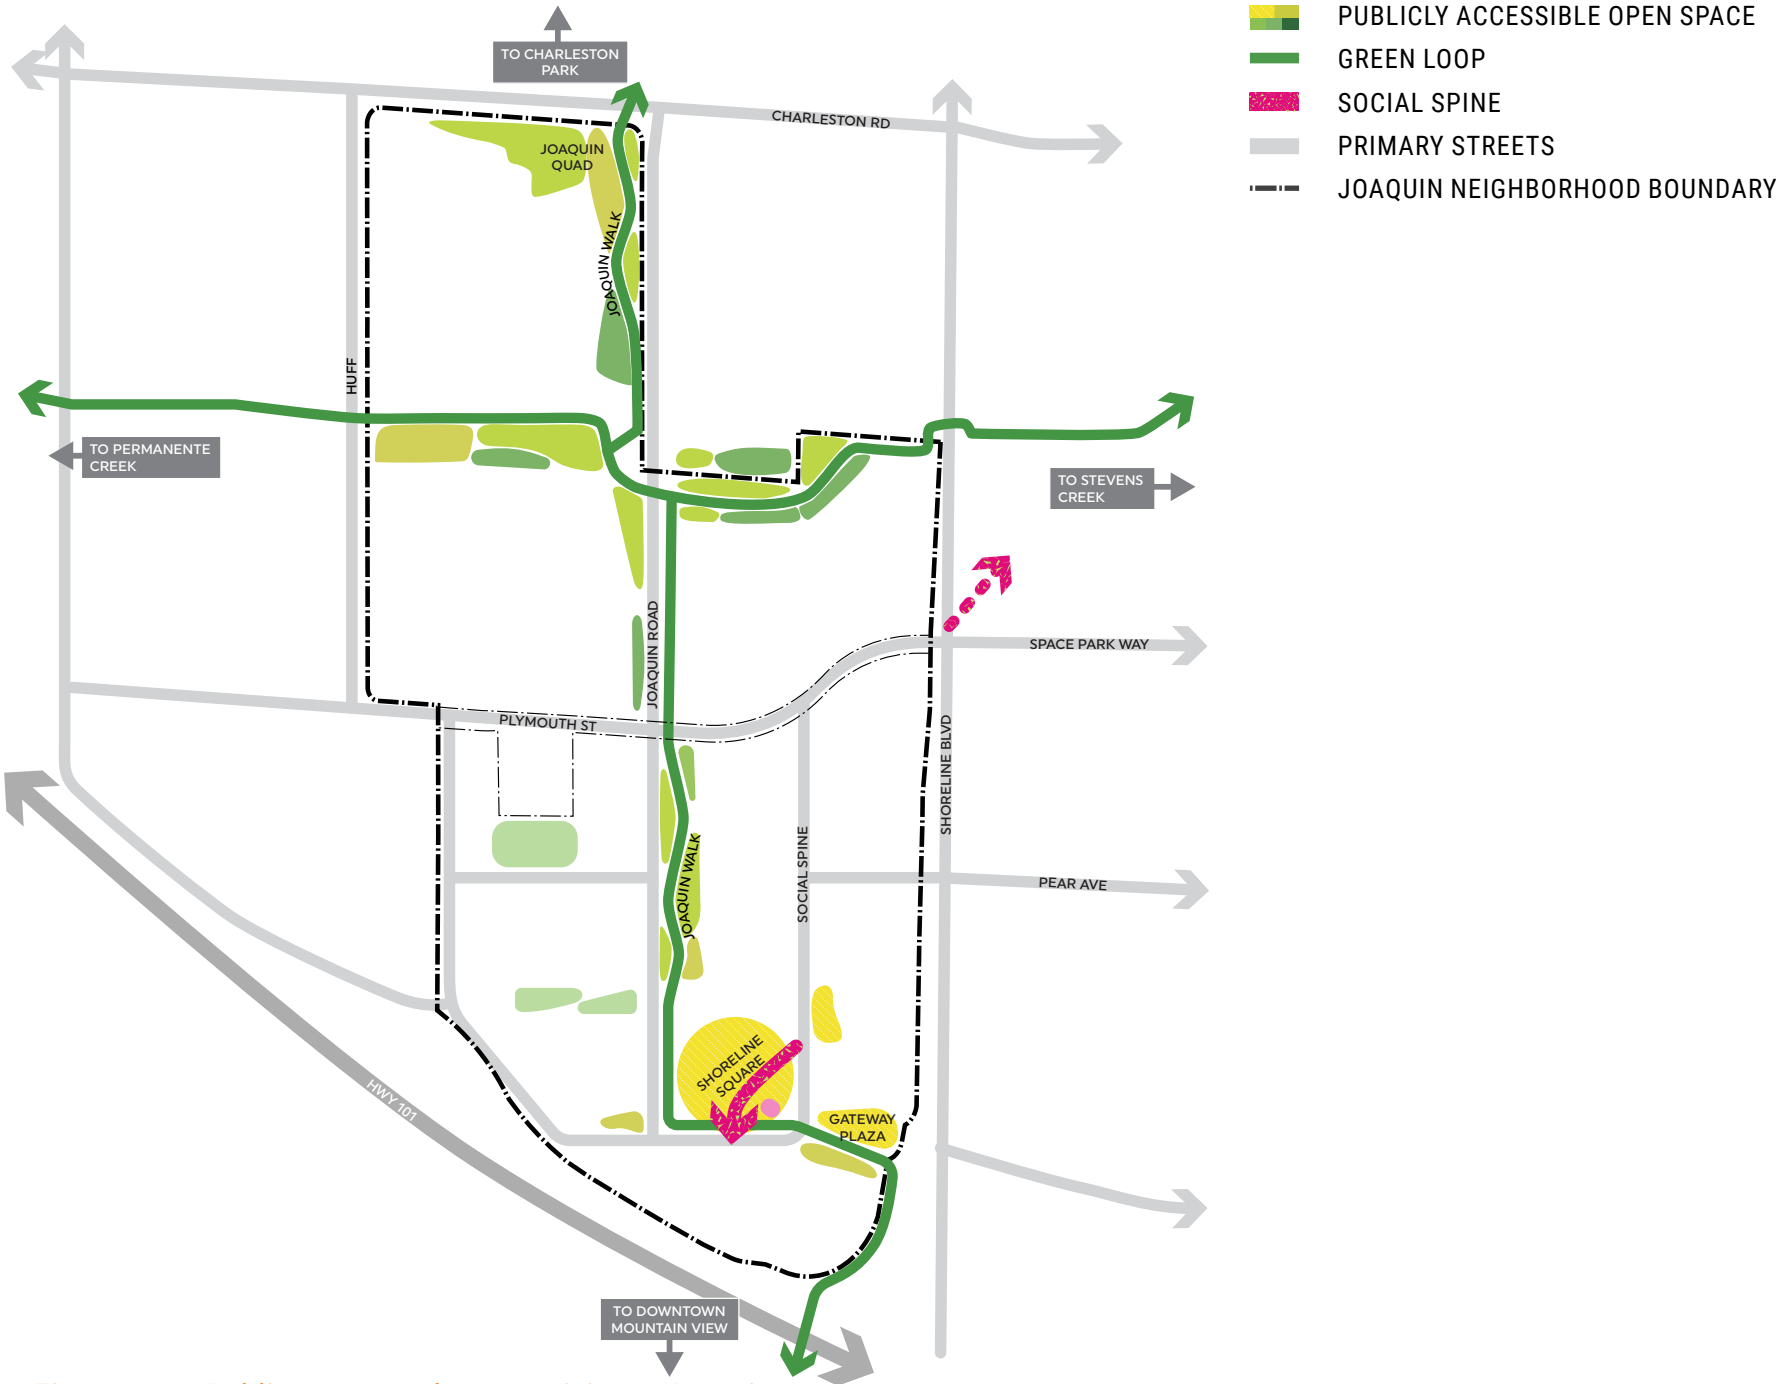 PUBLICLY ACCESSIBLE OPEN SPACE
GREEN LOOP
SOCIAL SPINE
PRIMARY STREETS
JOAQUIN NEIGHBORHOOD BOUNDARY
TO CHARLESTON
PARK
CHARLESTON RD
JOAQUIN
QUAD
JOAQUIN WALK
HUFF
TO PERMANENTE
CREEK
TO STEVENS
CREEK
JOAQUIN ROAD
SPACE PARK WAY
PLYMOUTH ST
SHORELINE BLVD
JOAQUIN WALK
SOCIAL SPINE
PEAR AVE
SHORELINE
SQUARE
HWY 101
GATEWAY
PLAZA
TO DOWNTOWN
MOUNTAIN VIEW